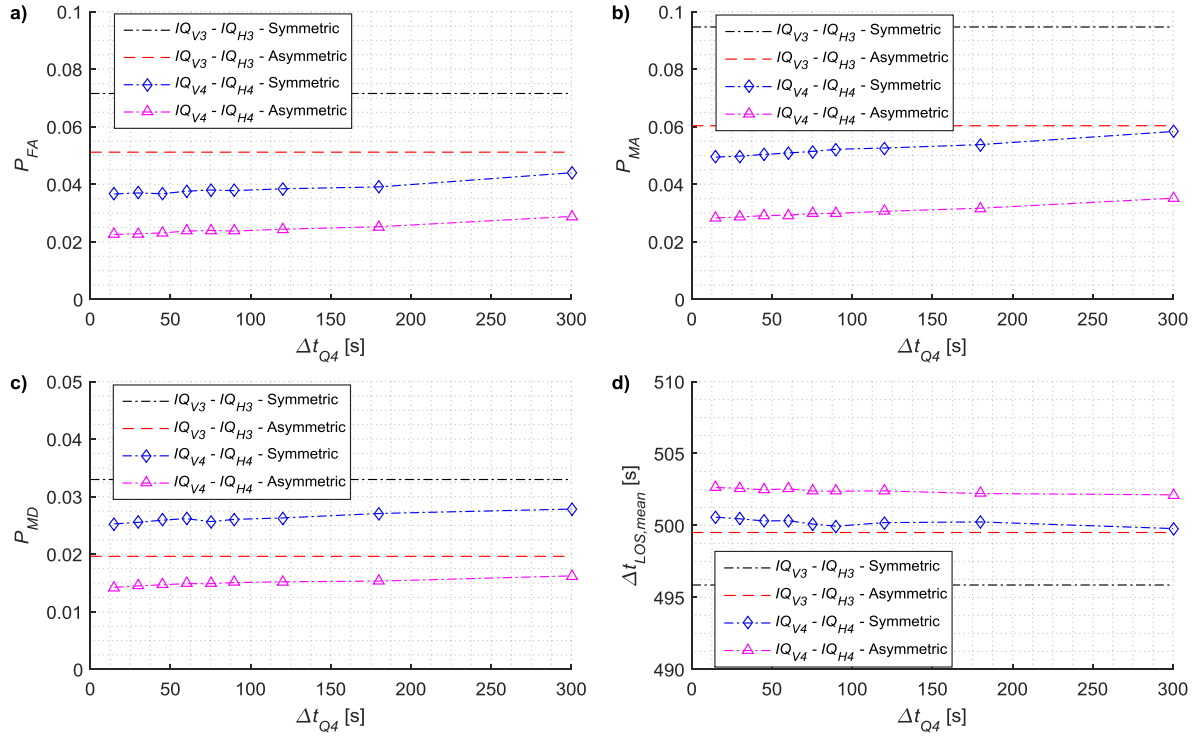 a)
0.1
0.08
0.06
0.04
0.02
0
P_FA
IQ_V3 - IQ_H3 - Symmetric
IQ_V3 - IQ_H3 - Asymmetric
IQ_V4 - IQ_H4 - Symmetric
IQ_V4 - IQ_H4 - Asymmetric
0 50 100 150 200 250 300
Δt_Q4 [s]
b)
0.1
0.08
0.06
0.04
0.02
0
P_MA
IQ_V3 - IQ_H3 - Symmetric
IQ_V3 - IQ_H3 - Asymmetric
IQ_V4 - IQ_H4 - Symmetric
IQ_V4 - IQ_H4 - Asymmetric
0 50 100 150 200 250 300
Δt_Q4 [s]
c)
0.05
0.04
0.03
0.02
0.01
0
P_MD
IQ_V3 - IQ_H3 - Symmetric
IQ_V3 - IQ_H3 - Asymmetric
IQ_V4 - IQ_H4 - Symmetric
IQ_V4 - IQ_H4 - Asymmetric
0 50 100 150 200 250 300
Δt_Q4 [s]
d)
510
505
500
495
490
Δt_LOS,mean [s]
IQ_V3 - IQ_H3 - Symmetric
IQ_V3 - IQ_H3 - Asymmetric
IQ_V4 - IQ_H4 - Symmetric
IQ_V4 - IQ_H4 - Asymmetric
0 50 100 150 200 250 300
Δt_Q4 [s]